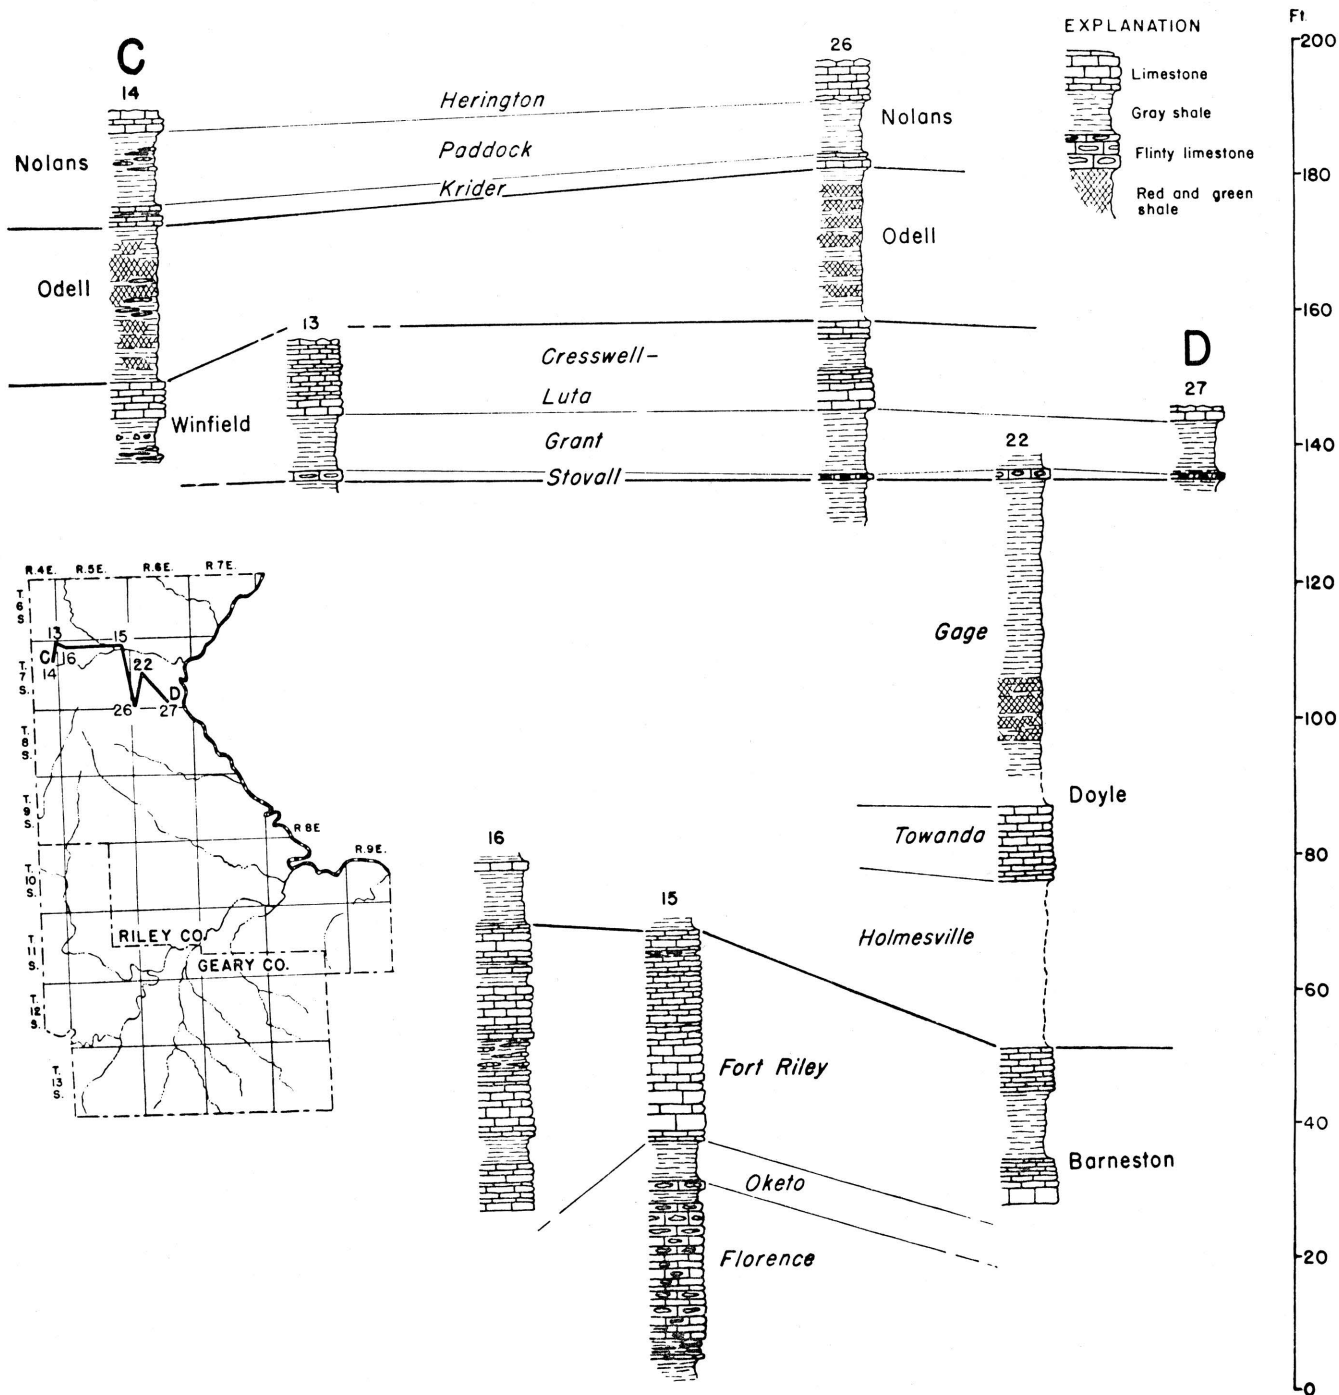 EXPLANATION
Limestone
Gray shale
Flinty limestone
Red and green
shale
Ft.
200
180
160
140
120
100
80
60
40
20
0
C
14
26
Herington
Nolans
Nolans
Paddock
Krider
Odell
Odell
13
Cresswell–
D
27
Luta
Winfield
Grant
22
Stovall
Gage
Doyle
Towanda
Holmesville
16
15
Fort Riley
Oketo
Barneston
Florence
R.4E. R.5E. R.6E. R.7E.
T.
6
S
13
15
C
16
22
14
T.
7
S.
D
26
27
T.
8
S.
T.
9
S.
R 8E
R.9E.
T.
10
S.
RILEY CO.
T.
11
S.
GEARY CO.
T.
12
S.
T.
13
S.